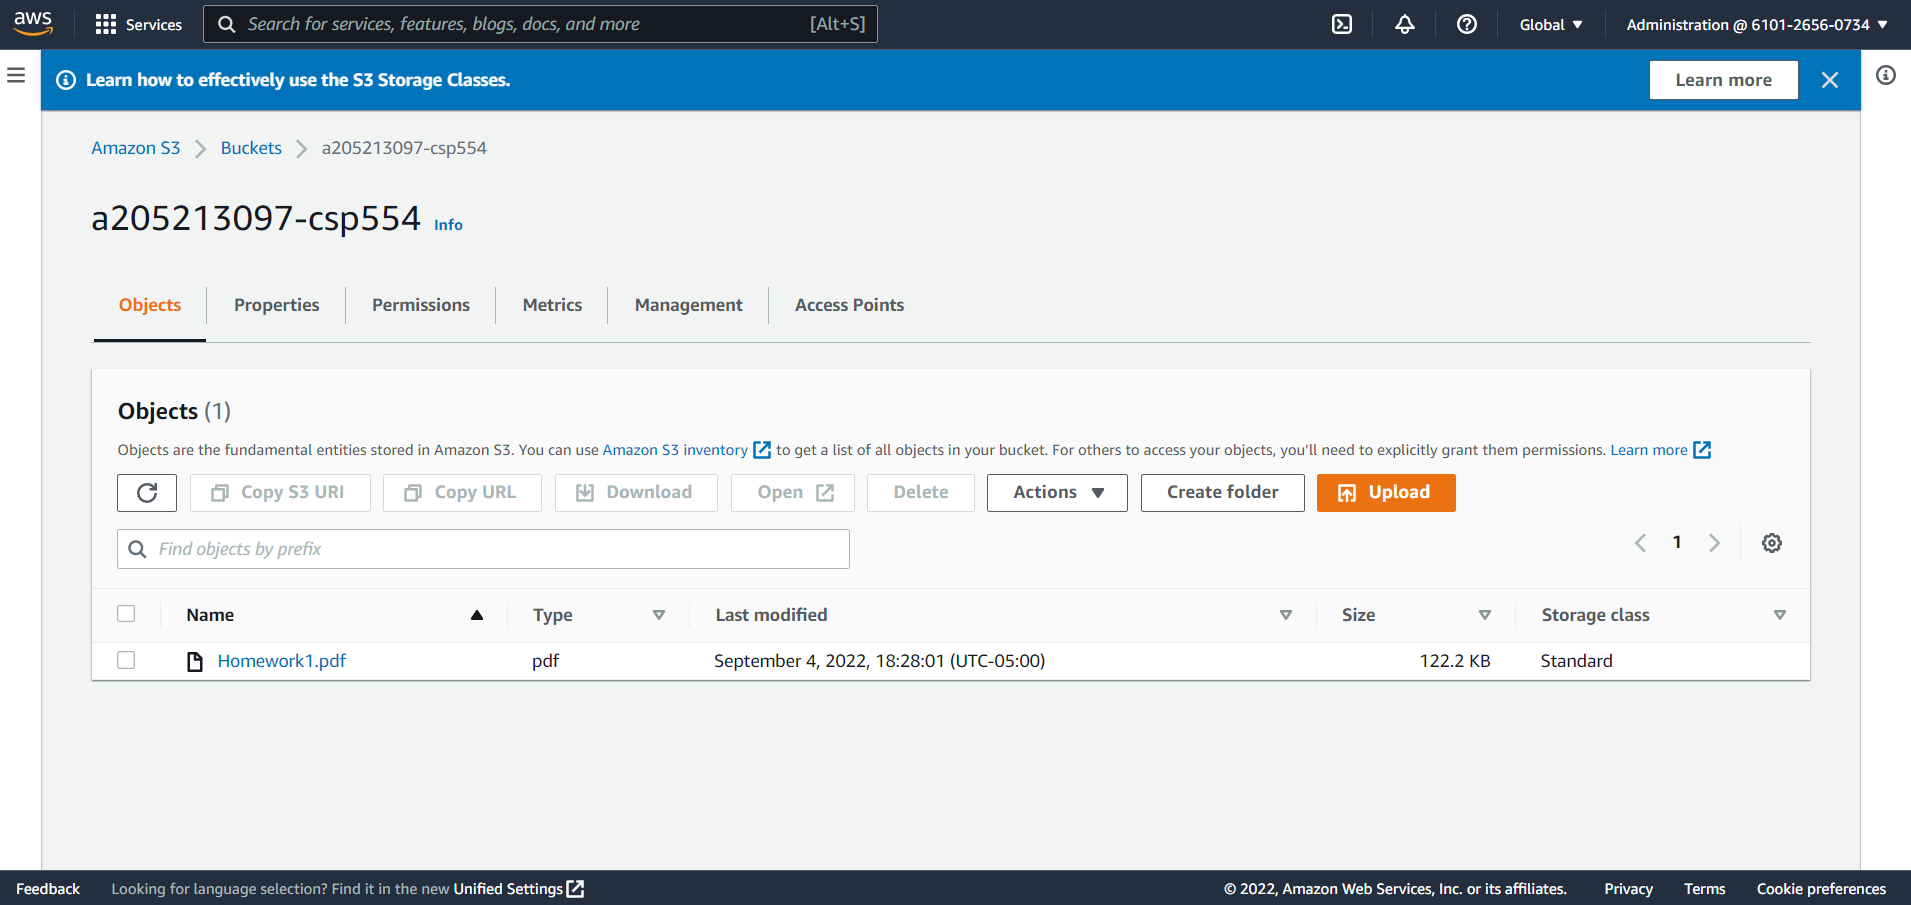 aws Services Search for services, features, blogs, docs, and more [Alt+S] Global Administration @ 6101-2656-0734
Learn how to effectively use the S3 Storage Classes. Learn more
Amazon S3 Buckets a205213097-csp554
a205213097-csp554 Info
Objects Properties Permissions Metrics Management Access Points
Objects (1)
Objects are the fundamental entities stored in Amazon S3. You can use Amazon S3 inventory to get a list of all objects in your bucket. For others to access your objects, you’ll need to explicitly grant them permissions. Learn more
Copy S3 URI Copy URL Download Open Delete Actions Create folder Upload
Find objects by prefix 1
Name Type Last modified Size Storage class
Homework1.pdf pdf September 4, 2022, 18:28:01 (UTC-05:00) 122.2 KB Standard
Feedback Looking for language selection? Find it in the new Unified Settings © 2022, Amazon Web Services, Inc. or its affiliates. Privacy Terms Cookie preferences